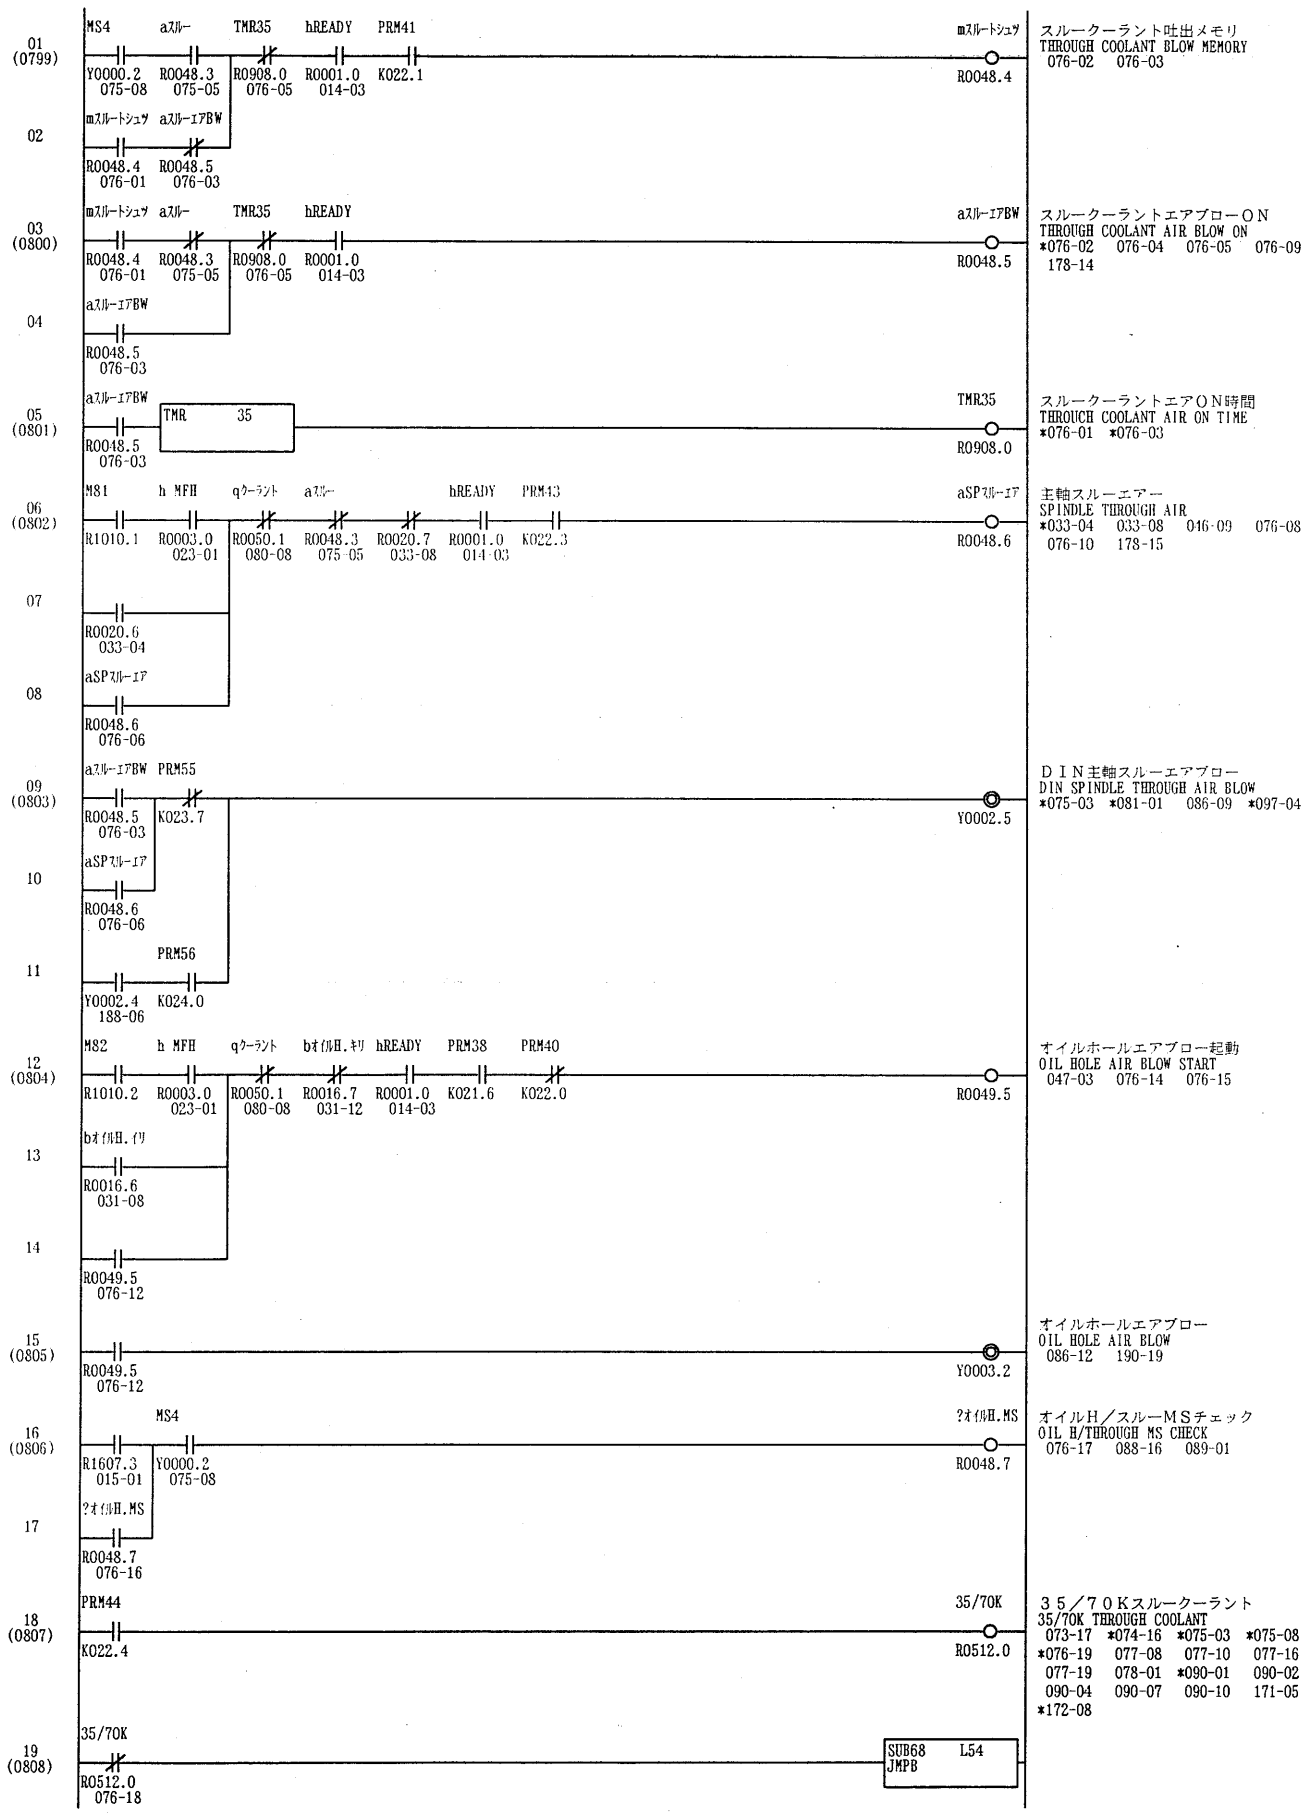 MS4 aスルー TMR35 hREADY PRM41 mスルートシュツ スルークーラント吐出メモリ
01 THROUGH COOLANT BLOW MEMORY
(0799) 076-02 076-03
Y0000.2 R0048.3 R0908.0 R0001.0 K022.1 R0048.4
075-08 075-05 076-05 014-03
mスルートシュツ aスルーエアBW
02
R0048.4 R0048.5
076-01 076-03
mスルートシュツ aスルー TMR35 hREADY aスルーエアBW スルークーラントエアブローON
03 THROUGH COOLANT AIR BLOW ON
(0800) *076-02 076-04 076-05 076-09
R0048.4 R0048.3 R0908.0 R0001.0 R0048.5 178-14
076-01 075-05 076-05 014-03
aスルーエアBW
04
R0048.5
076-03
aスルーエアBW TMR35 スルークーラントエアON時間
05 TMR 35 THROUCH COOLANT AIR ON TIME
(0801) *076-01 *076-03
R0048.5 R0908.0
076-03
M81 h MFH qクーラント aスルー hREADY PRM43 aSPスルーエア 主軸スルーエアー
06 SPINDLE THROUGH AIR
(0802) *033-04 033-08 046-09 076-08
R1010.1 R0003.0 R0050.1 R0048.3 R0020.7 R0001.0 K022.3 R0048.6 076-10 178-15
023-01 080-08 075-05 033-08 014-03
07
R0020.6
033-04
aSPスルーエア
08
R0048.6
076-06
aスルーエアBW PRM55 DIN主軸スルーエアブロー
09 DIN SPINDLE THROUGH AIR BLOW
(0803) *075-03 *081-01 086-09 *097-04
R0048.5 K023.7 Y0002.5
076-03
aSPスルーエア
10
R0048.6
076-06
PRM56
11
Y0002.4 K024.0
188-06
M82 h MFH qクーラント bオイルH.キリ hREADY PRM38 PRM40 オイルホールエアブロー起動
12 OIL HOLE AIR BLOW START
(0804) 047-03 076-14 076-15
R1010.2 R0003.0 R0050.1 R0016.7 R0001.0 K021.6 K022.0 R0049.5
023-01 080-08 031-12 014-03
bオイルH.イリ
13
R0016.6
031-08
14
R0049.5
076-12
オイルホールエアブロー
15 OIL HOLE AIR BLOW
(0805) 086-12 190-19
R0049.5 Y0003.2
076-12
MS4 ?オイルH.MS オイルH/スルーMSチェック
16 OIL H/THROUGH MS CHECK
(0806) 076-17 088-16 089-01
R1607.3 Y0000.2 R0048.7
015-01 075-08
?オイルH.MS
17
R0048.7
076-16
PRM44 35/70K 35/70Kスルークーラント
18 35/70K THROUGH COOLANT
(0807) 073-17 *074-16 *075-03 *075-08
K022.4 R0512.0 *076-19 077-08 077-10 077-16
077-19 078-01 *090-01 090-02
090-04 090-07 090-10 171-05
*172-08
35/70K
19 SUB68 L54
(0808) JMPB
R0512.0
076-18